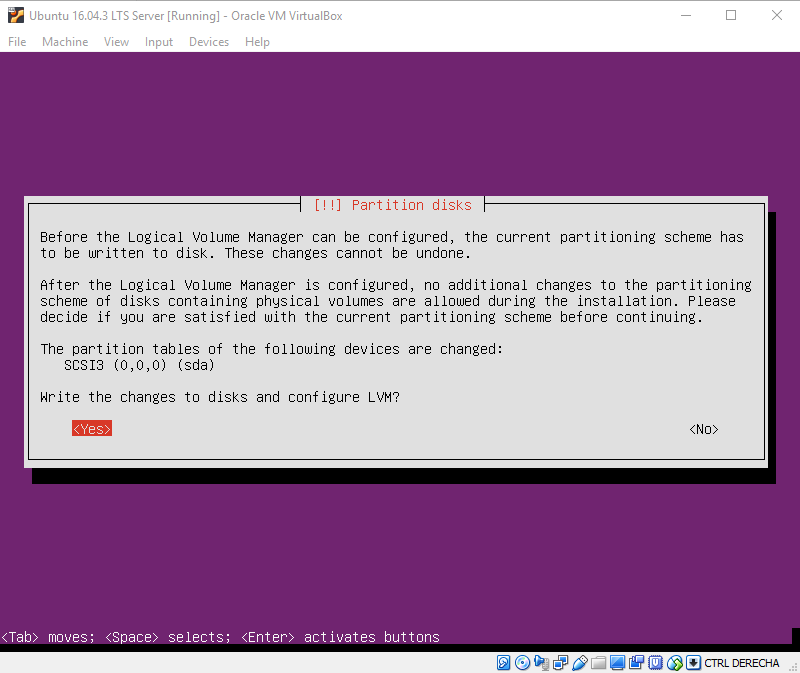 Ubuntu 16.04.3 LTS Server [Running] - Oracle VM VirtualBox
File Machine View Input Devices Help
[!!] Partition disks
Before the Logical Volume Manager can be configured, the current partitioning scheme has
to be written to disk. These changes cannot be undone.
After the Logical Volume Manager is configured, no additional changes to the partitioning
scheme of disks containing physical volumes are allowed during the installation. Please
decide if you are satisfied with the current partitioning scheme before continuing.
The partition tables of the following devices are changed:
SCSI3 (0,0,0) (sda)
Write the changes to disks and configure LVM?
<Yes> <No>
<Tab> moves; <Space> selects; <Enter> activates buttons
CTRL DERECHA